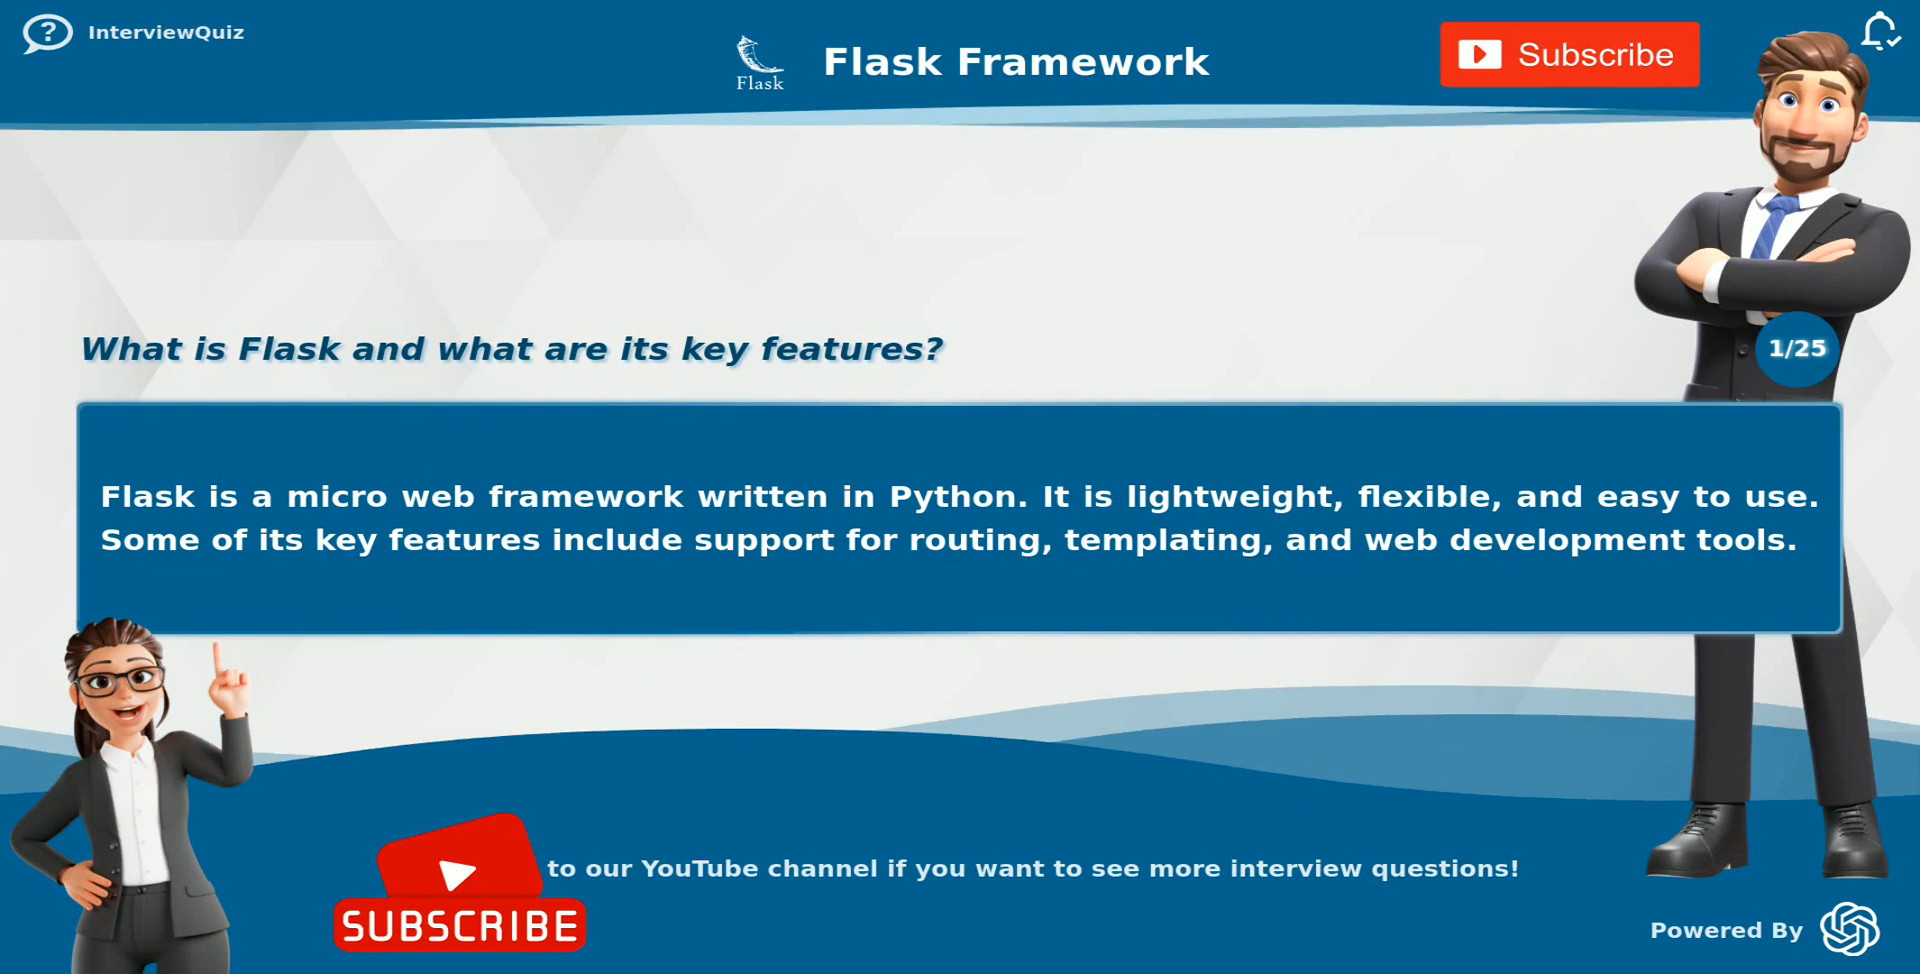 InterviewQuiz
Flask
Flask Framework
Subscribe
What is Flask and what are its key features?
1/25
Flask is a micro web framework written in Python. It is lightweight, flexible, and easy to use.
Some of its key features include support for routing, templating, and web development tools.
to our YouTube channel if you want to see more interview questions!
SUBSCRIBE
Powered By